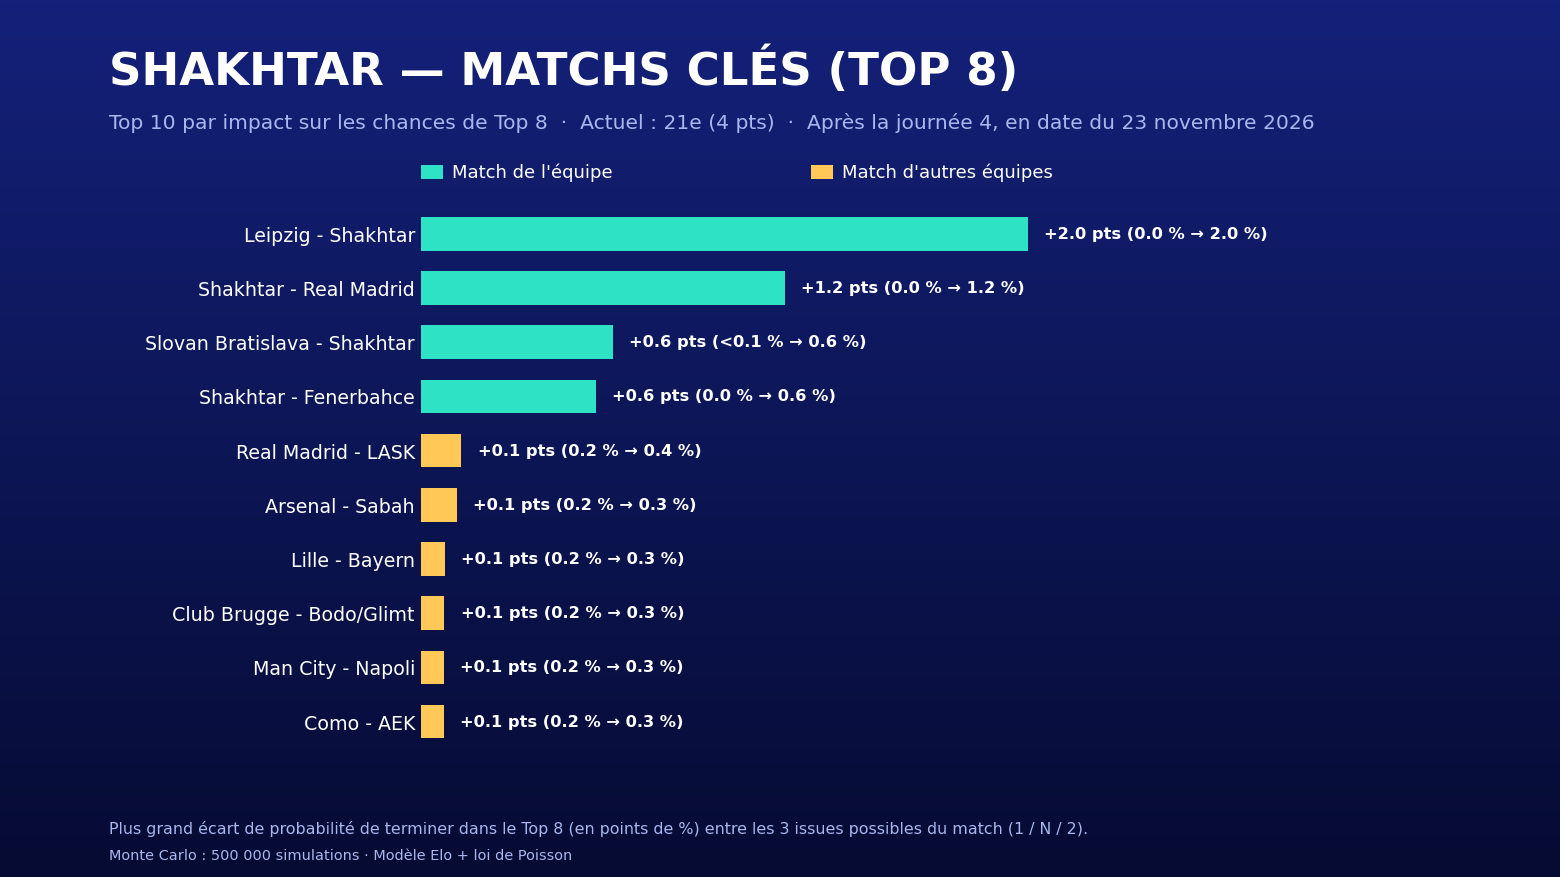 SHAKHTAR — MATCHS CLÉS (TOP 8)
Top 10 par impact sur les chances de Top 8 · Actuel : 21e (4 pts) · Après la journée 4, en date du 23 novembre 2026
Match de l'équipe Match d'autres équipes
Leipzig - Shakhtar +2.0 pts (0.0 % → 2.0 %)
Shakhtar - Real Madrid +1.2 pts (0.0 % → 1.2 %)
Slovan Bratislava - Shakhtar +0.6 pts (<0.1 % → 0.6 %)
Shakhtar - Fenerbahce +0.6 pts (0.0 % → 0.6 %)
Real Madrid - LASK +0.1 pts (0.2 % → 0.4 %)
Arsenal - Sabah +0.1 pts (0.2 % → 0.3 %)
Lille - Bayern +0.1 pts (0.2 % → 0.3 %)
Club Brugge - Bodo/Glimt +0.1 pts (0.2 % → 0.3 %)
Man City - Napoli +0.1 pts (0.2 % → 0.3 %)
Como - AEK +0.1 pts (0.2 % → 0.3 %)
Plus grand écart de probabilité de terminer dans le Top 8 (en points de %) entre les 3 issues possibles du match (1 / N / 2).
Monte Carlo : 500 000 simulations · Modèle Elo + loi de Poisson